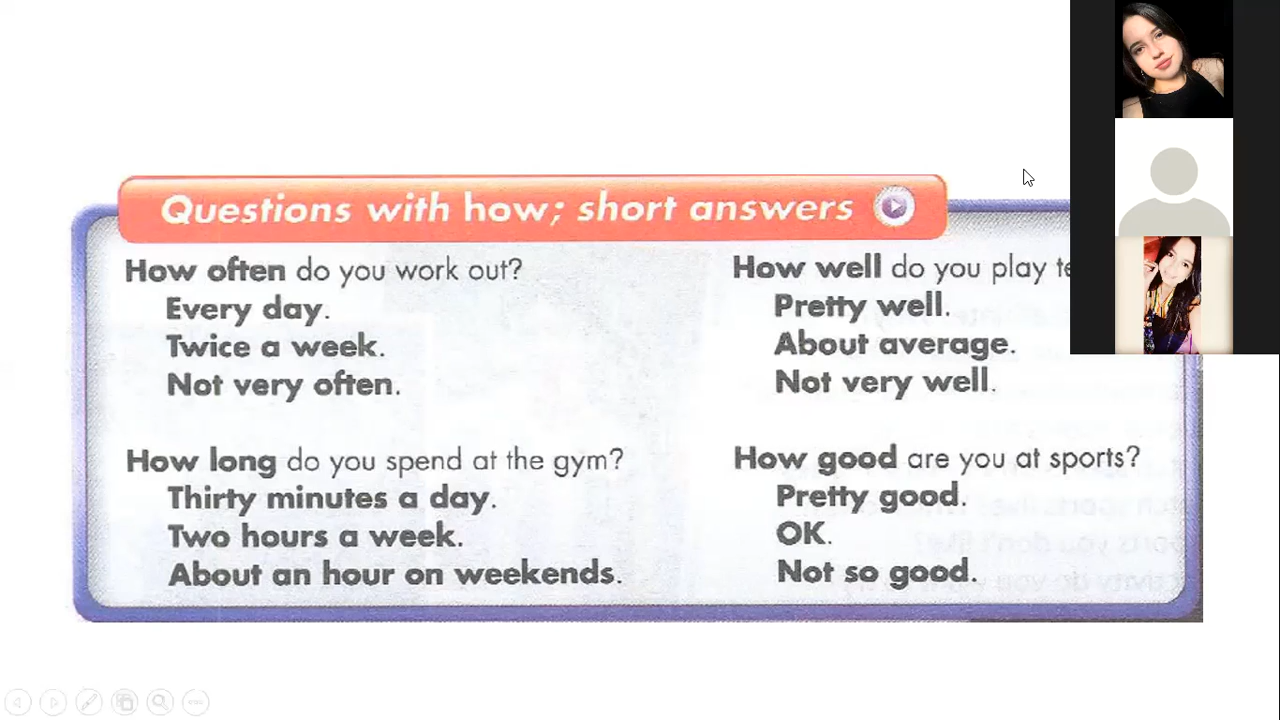 Questions with how; short answers
How often do you work out?
Every day.
Twice a week.
Not very often.
How long do you spend at the gym?
Thirty minutes a day.
Two hours a week.
About an hour on weekends.
How well do you play
Pretty well.
About average.
Not very well.
How good are you at sports?
Pretty good.
OK.
Not so good.